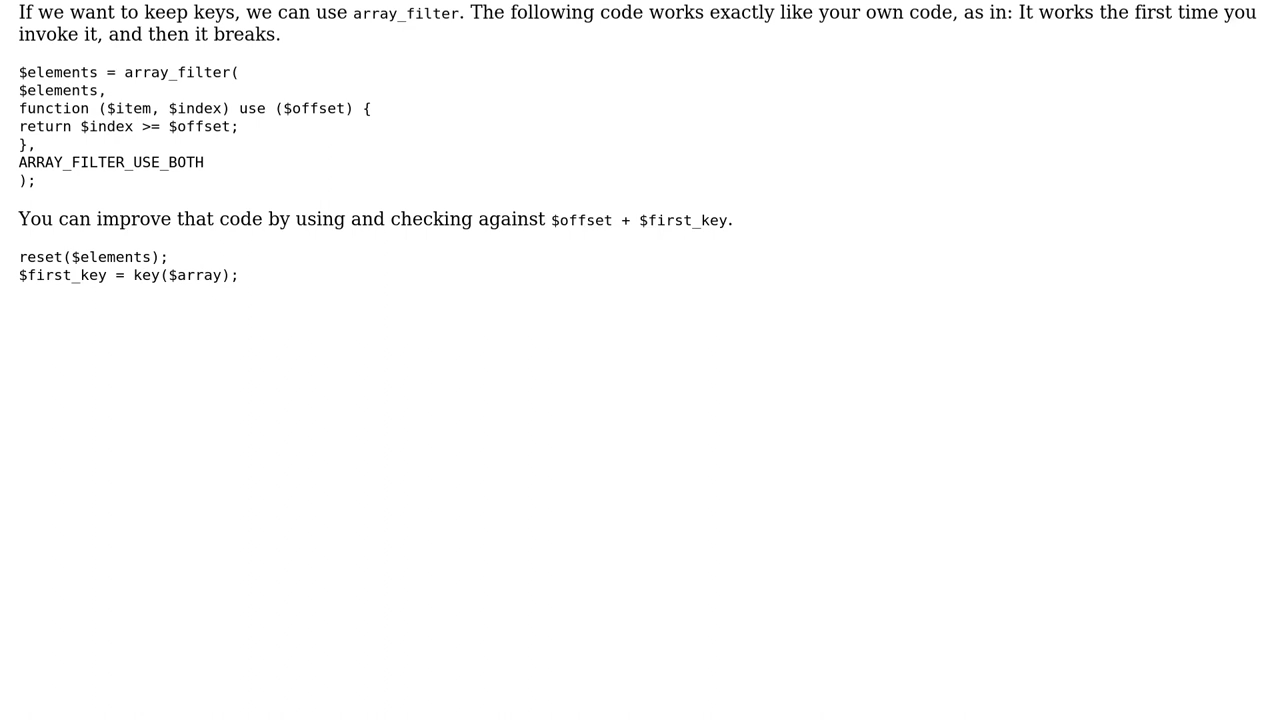 If we want to keep keys, we can use array_filter. The following code works exactly like your own code, as in: It works the first time you
invoke it, and then it breaks.
$elements = array_filter(
$elements,
function ($item, $index) use ($offset) {
return $index >= $offset;
},
ARRAY_FILTER_USE_BOTH
);
You can improve that code by using and checking against $offset + $first_key.
reset($elements);
$first_key = key($array);